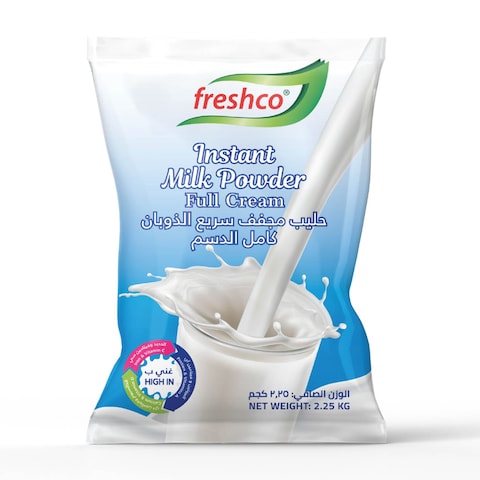 freshco®
Instant
Milk Powder
Full Cream
حليب مجفف سريع الذوبان
كامل الدسم
غني ب
HIGH IN
الوزن الصافي: ٢,٢٥ كجم
NET WEIGHT: 2.25 KG